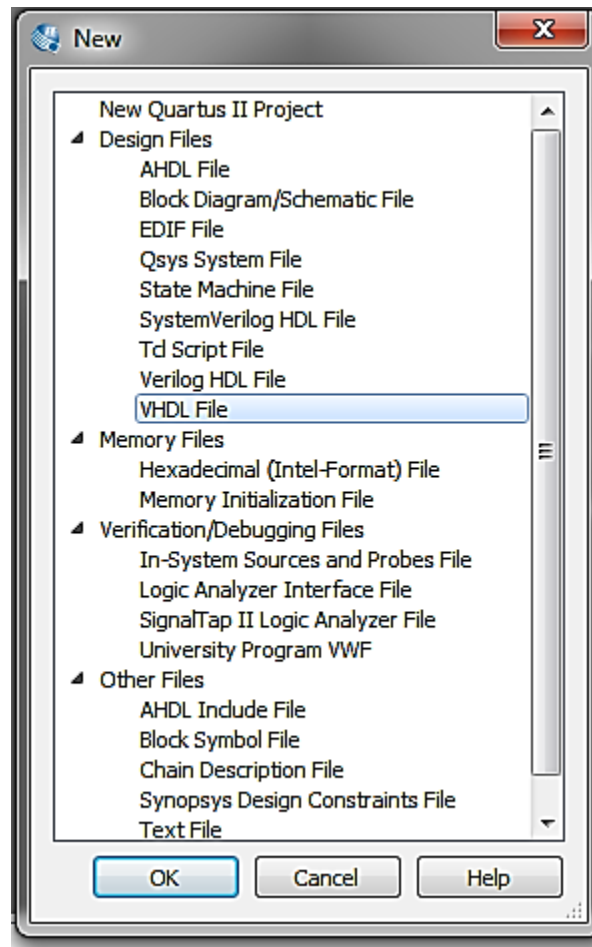 New
New Quartus II Project
Design Files
AHDL File
Block Diagram/Schematic File
EDIF File
Qsys System File
State Machine File
SystemVerilog HDL File
Tcl Script File
Verilog HDL File
VHDL File
Memory Files
Hexadecimal (Intel-Format) File
Memory Initialization File
Verification/Debugging Files
In-System Sources and Probes File
Logic Analyzer Interface File
SignalTap II Logic Analyzer File
University Program VWF
Other Files
AHDL Include File
Block Symbol File
Chain Description File
Synopsys Design Constraints File
Text File
OK Cancel Help